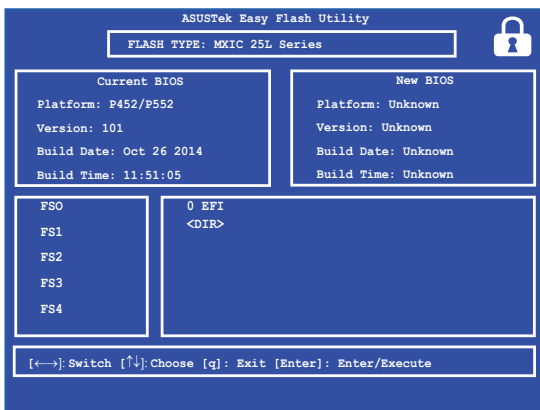 ASUSTek Easy Flash Utility
FLASH TYPE: MXIC 25L Series
Current BIOS
Platform: P452/P552
Version: 101
Build Date: Oct 26 2014
Build Time: 11:51:05
New BIOS
Platform: Unknown
Version: Unknown
Build Date: Unknown
Build Time: Unknown
FSO
FS1
FS2
FS3
FS4
0 EFI
<DIR>
[←→]: Switch [↑↓]: Choose [q]: Exit [Enter]: Enter/Execute